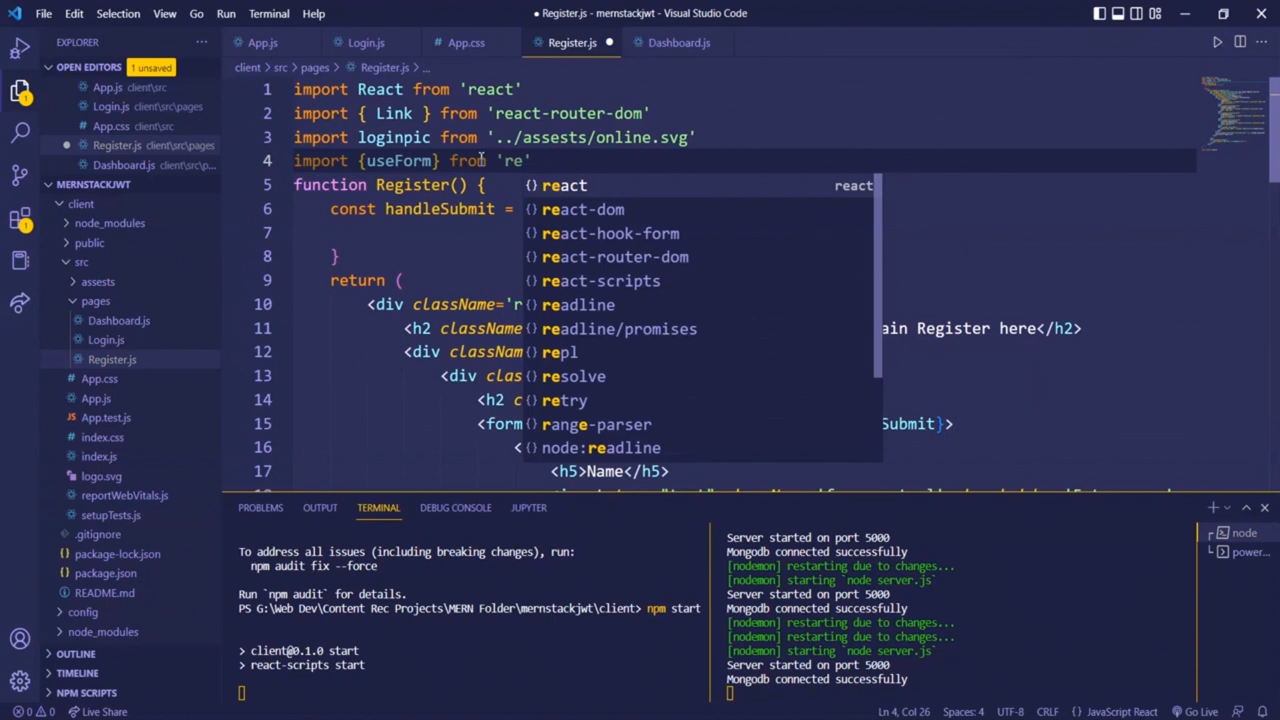 File Edit Selection View Go Run Terminal Help
● Register.js - mernstackjwt - Visual Studio Code
EXPLORER
OPEN EDITORS 1 unsaved
App.js client\src
Login.js client\src\pages
App.css client\src
Register.js client\src\pages
Dashboard.js client\src\p...
MERNSTACKJWT
client
node_modules
public
src
assests
pages
Dashboard.js
Login.js
Register.js
App.css
App.js
App.test.js
index.css
index.js
logo.svg
reportWebVitals.js
setupTests.js
.gitignore
package-lock.json
package.json
README.md
config
node_modules
OUTLINE
TIMELINE
NPM SCRIPTS
App.js Login.js App.css Register.js Dashboard.js
client > src > pages > Register.js > ...
1 import React from 'react'
2 import { Link } from 'react-router-dom'
3 import loginpic from '../assests/online.svg'
4 import {useForm} from 're'
5 function Register() {
6 const handleSubmit =
7
8 }
9 return (
10 <div className='r
11 <h2 className ain Register here</h2>
12 <div classNam
13 <div clas
14 <h2 c
15 <form Submit}>
16 <
17 <h5>Name</h5>
react react
react-dom
react-hook-form
react-router-dom
react-scripts
readline
readline/promises
repl
resolve
retry
range-parser
node:readline
PROBLEMS OUTPUT TERMINAL DEBUG CONSOLE JUPYTER
To address all issues (including breaking changes), run:
npm audit fix --force
Run `npm audit` for details.
PS G:\Web Dev\Content Rec Projects\MERN Folder\mernstackjwt\client> npm start
> client@0.1.0 start
> react-scripts start
Server started on port 5000
Mongodb connected successfully
[nodemon] restarting due to changes...
[nodemon] starting `node server.js`
Server started on port 5000
Mongodb connected successfully
[nodemon] restarting due to changes...
[nodemon] starting `node server.js`
Server started on port 5000
Mongodb connected successfully
node
power...
0 0 Live Share
Ln 4, Col 26 Spaces: 4 UTF-8 CRLF {} JavaScript React Go Live